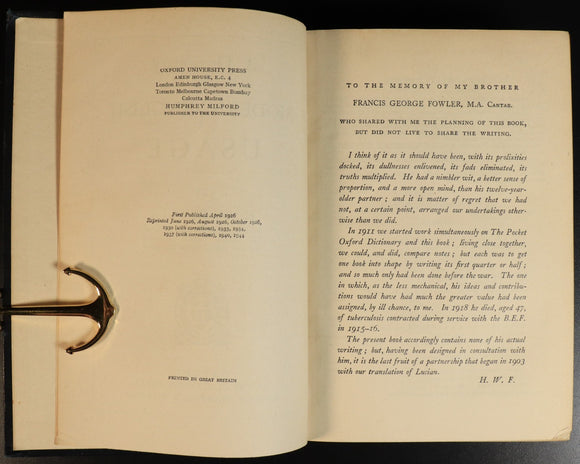 OXFORD UNIVERSITY PRESS
AMEN HOUSE, E.C. 4
London Edinburgh Glasgow New York
Toronto Melbourne Capetown Bombay
Calcutta Madras
HUMPHREY MILFORD
PUBLISHER TO THE UNIVERSITY
First Published April 1926
Reprinted June 1926, August 1926, October 1926,
1930 (with corrections), 1933, 1934,
1937 (with corrections), 1940, 1944
PRINTED IN GREAT BRITAIN
TO THE MEMORY OF MY BROTHER
FRANCIS GEORGE FOWLER, M.A. CANTAB.
WHO SHARED WITH ME THE PLANNING OF THIS BOOK,
BUT DID NOT LIVE TO SHARE THE WRITING.
I think of it as it should have been, with its prolixities
docked, its dullnesses enlivened, its fads eliminated, its
truths multiplied. He had a nimbler wit, a better sense of
proportion, and a more open mind, than his twelve-year-
older partner; and it is matter of regret that we had
not, at a certain point, arranged our undertakings other-
wise than we did.
In 1911 we started work simultaneously on The Pocket
Oxford Dictionary and this book; living close together,
we could, and did, compare notes; but each was to get
one book into shape by writing its first quarter or half;
and so much only had been done before the war. The one
in which, as the less mechanical, his ideas and contribu-
tions would have had much the greater value had been
assigned, by ill chance, to me. In 1918 he died, aged 47,
of tuberculosis contracted during service with the B.E.F.
in 1915-16.
The present book accordingly contains none of his actual
writing; but, having been designed in consultation with
him, it is the last fruit of a partnership that began in 1903
with our translation of Lucian.
H. W. F.